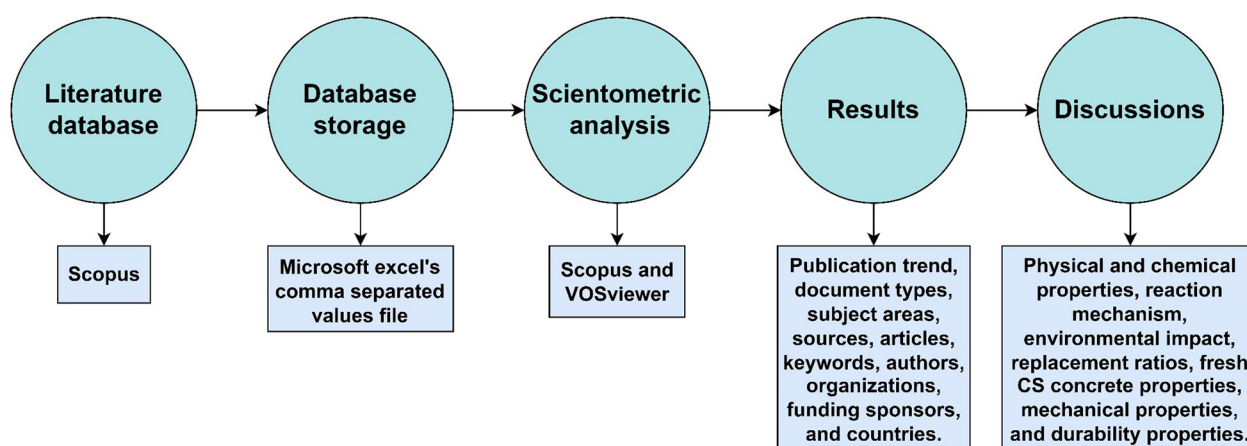 Literature
database
Database
storage
Scientometric
analysis
Results
Discussions
Scopus
Microsoft excel's
comma separated
values file
Scopus and
VOSviewer
Publication trend,
document types,
subject areas,
sources, articles,
keywords, authors,
organizations,
funding sponsors,
and countries.
Physical and chemical
properties, reaction
mechanism,
environmental impact,
replacement ratios, fresh
CS concrete properties,
mechanical properties,
and durability properties.